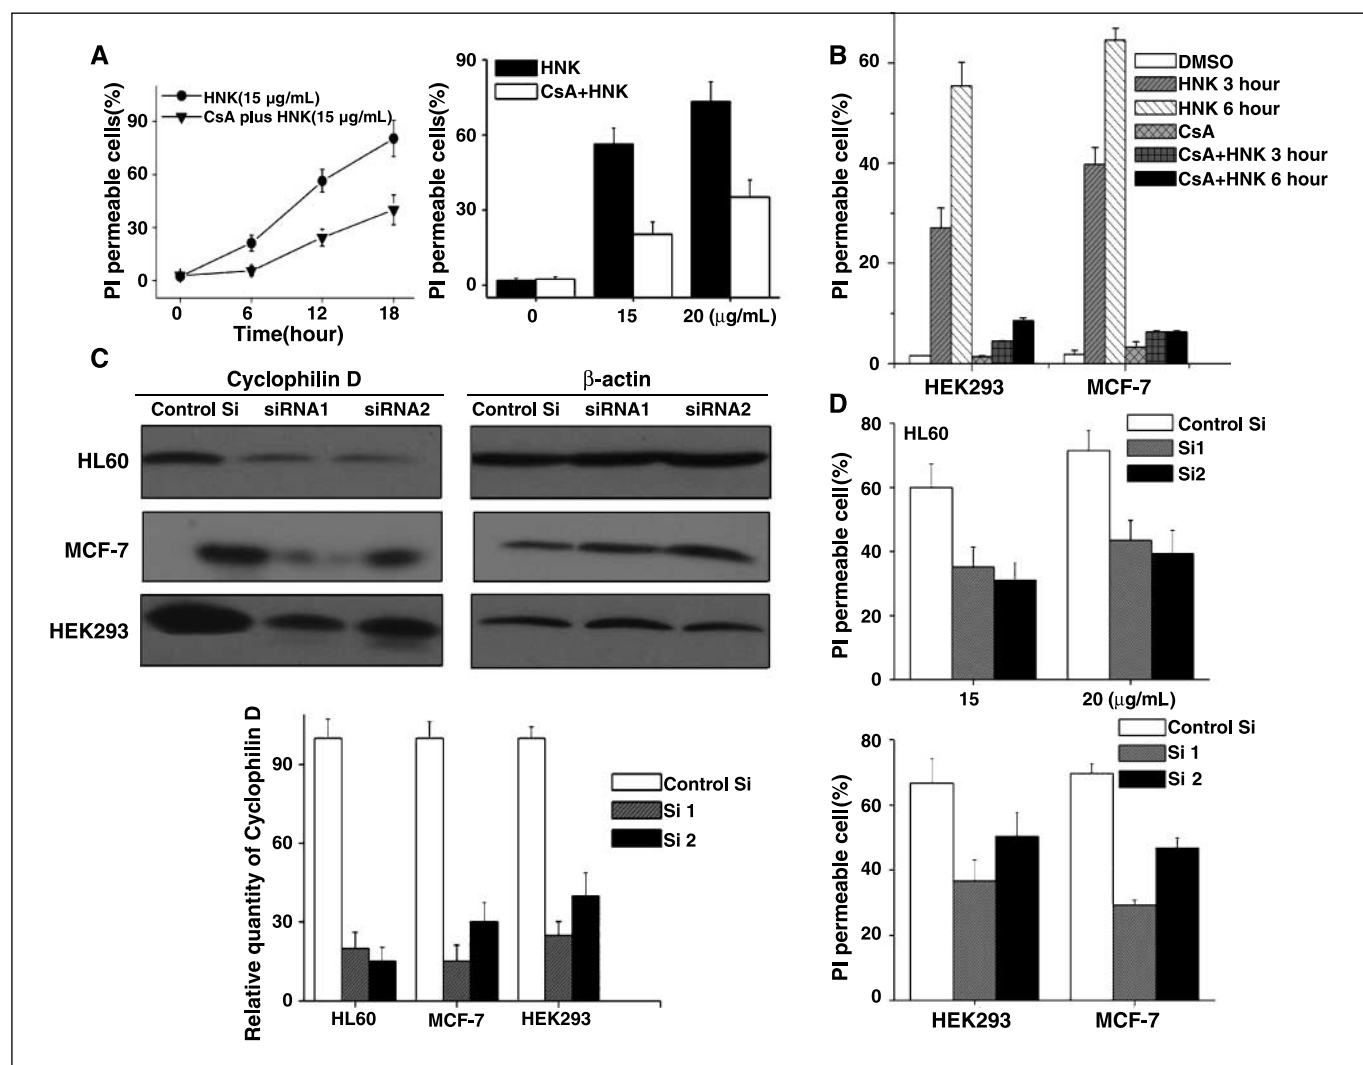 A
PI permeable cells(%)
90
60
30
0
HNK(15 μg/mL)
CsA plus HNK(15 μg/mL)
0 6 12 18
Time(hour)
PI permeable cells(%)
90
60
30
0
HNK
CsA+HNK
0 15 20 (μg/mL)
B
PI permeable cell(%)
60
40
20
0
DMSO
HNK 3 hour
HNK 6 hour
CsA
CsA+HNK 3 hour
CsA+HNK 6 hour
HEK293 MCF-7
C
Cyclophilin D
β-actin
Control Si siRNA1 siRNA2
Control Si siRNA1 siRNA2
HL60
MCF-7
HEK293
Relative quantity of Cyclophilin D
90
60
30
0
Control Si
Si 1
Si 2
HL60 MCF-7 HEK293
D
PI permeable cell(%)
80
60
40
20
0
HL60
Control Si
Si1
Si2
15 20 (μg/mL)
PI permeable cell(%)
80
60
40
20
0
Control Si
Si 1
Si 2
HEK293 MCF-7